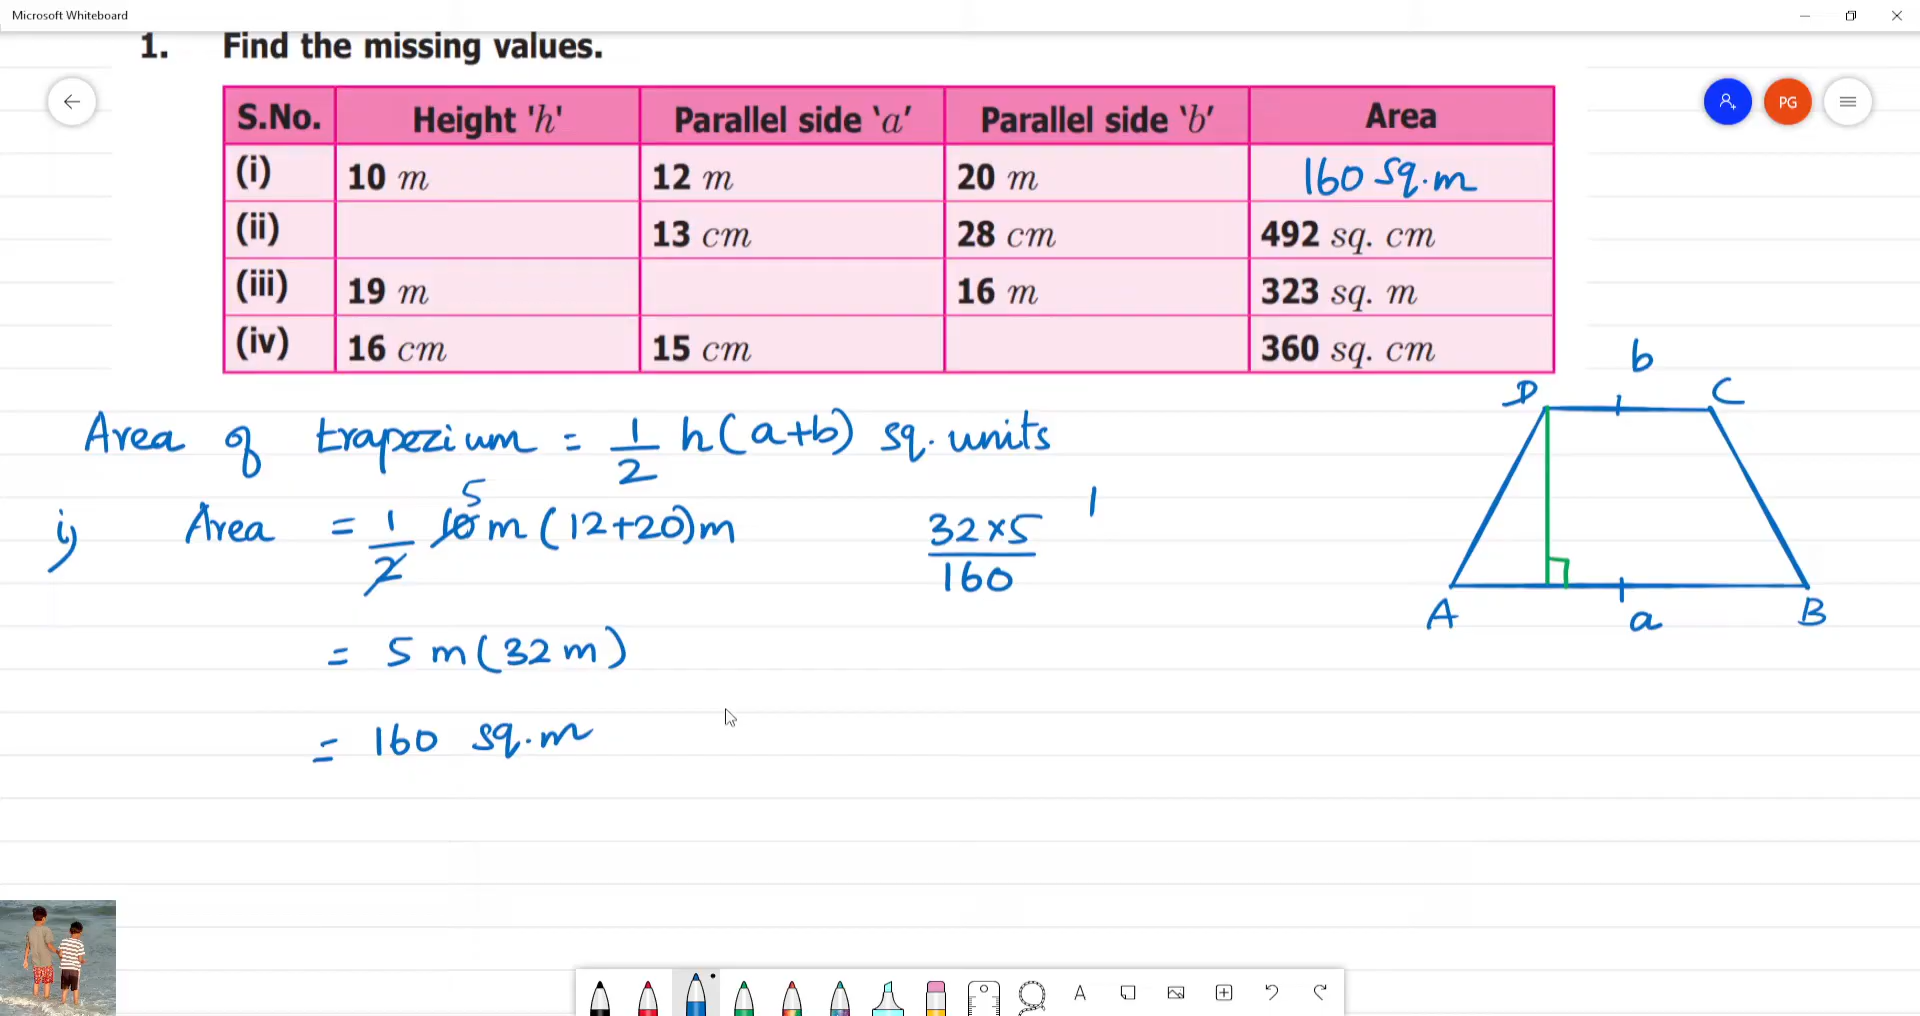 Microsoft Whiteboard
1. Find the missing values.
S.No. Height 'h' Parallel side 'a' Parallel side 'b' Area
(i) 10 m 12 m 20 m 160 sq.m
(ii) 13 cm 28 cm 492 sq. cm
(iii) 19 m 16 m 323 sq. m
(iv) 16 cm 15 cm 360 sq. cm
PG
Area of trapezium = 1/2 h(a+b) sq.units
i) Area = 1/2 10 m (12+20)m
5
32×5
160
1
= 5 m (32 m)
= 160 sq.m
b
D C
A a B
A